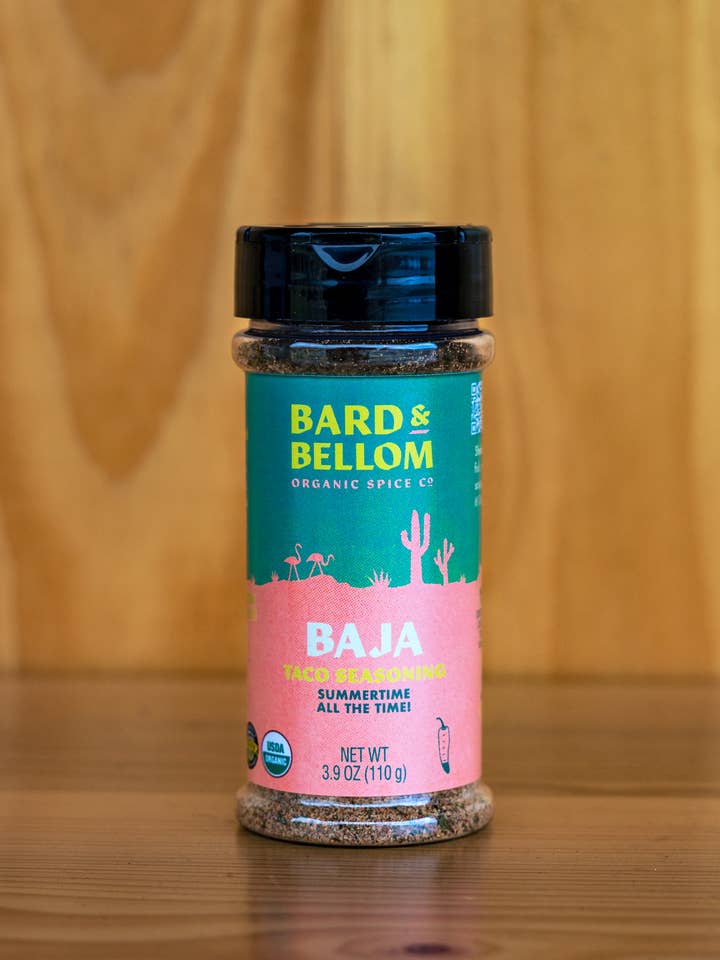 BARD &
BELLOM
ORGANIC SPICE CO
BAJA
TACO SEASONING
SUMMERTIME
ALL THE TIME!
USDA
ORGANIC
NET WT
3.9 OZ (110 g)